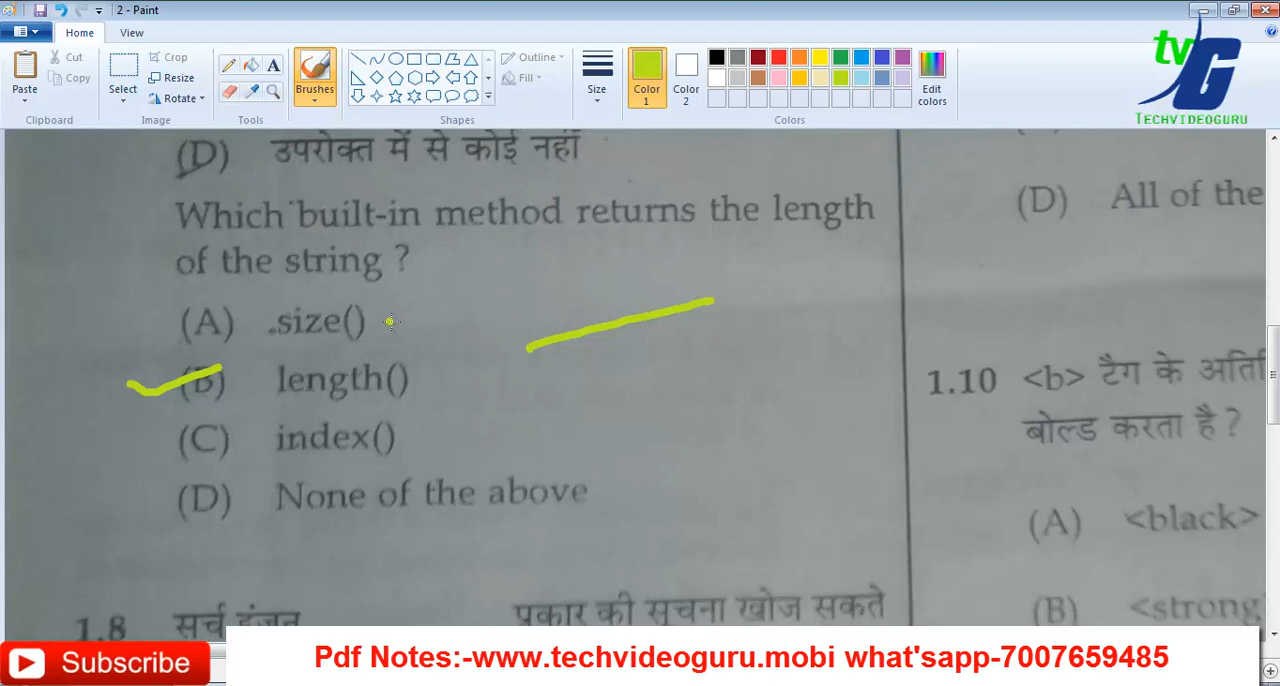 2 - Paint
Home
View
Paste
Cut
Copy
Clipboard
Select
Crop
Resize
Rotate
Image
Tools
Brushes
Shapes
Outline
Fill
Size
Color 1
Color 2
Edit colors
Colors
tv G
TECHVIDEOGURU
(D) उपरोक्त में से कोई नहीं
Which built-in method returns the length
of the string ?
(A) .size()
(B) length()
(C) index()
(D) None of the above
1.8 सर्च इंजन प्रकार की सूचना खोज सकते
(D) All of the
1.10 <b> टैग के
बोल्ड करता है ?
(A) <black>
(B) <strong
Subscribe
Pdf Notes:-www.techvideoguru.mobi what'sapp-7007659485